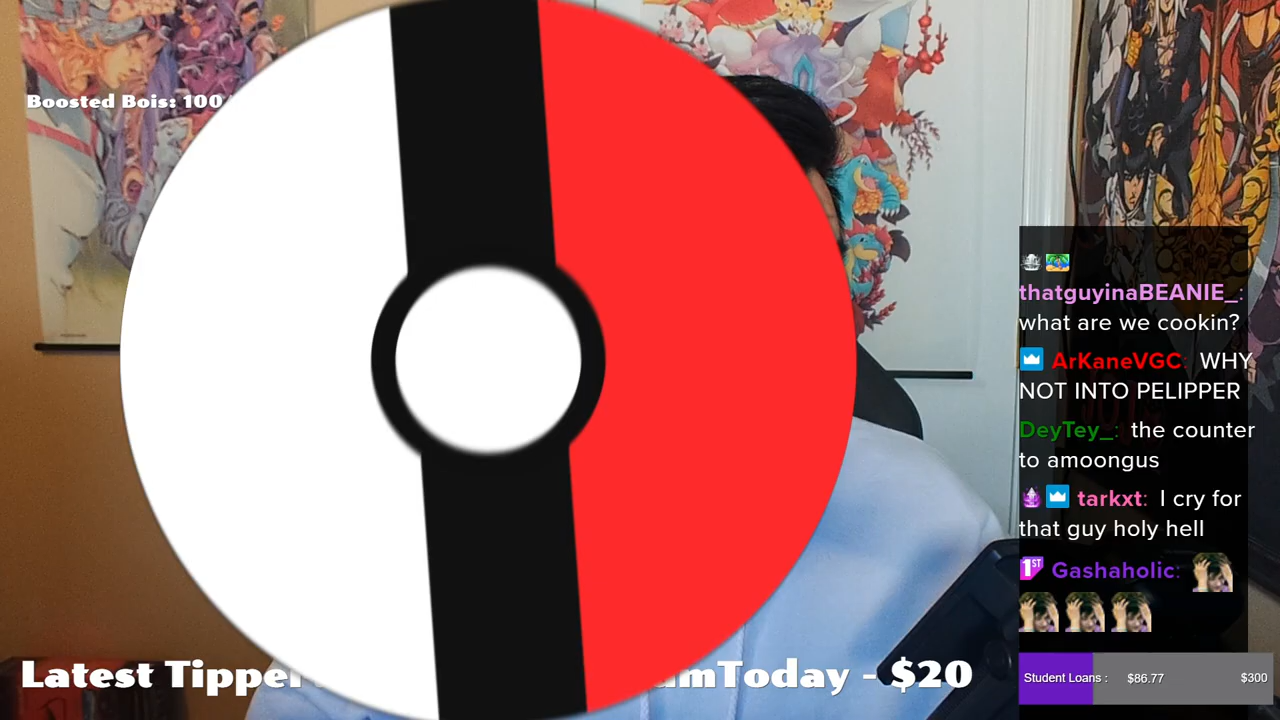 Boosted Bois: 100
thatguyinaBEANIE_:
what are we cookin?
ArKaneVGC: WHY
NOT INTO PELIPPER
DeyTey_: the counter
to amoongus
tarkxt: I cry for
that guy holy hell
1ST Gashaholic:
Latest Tipper
mToday - $20
Student Loans : $86.77 $300